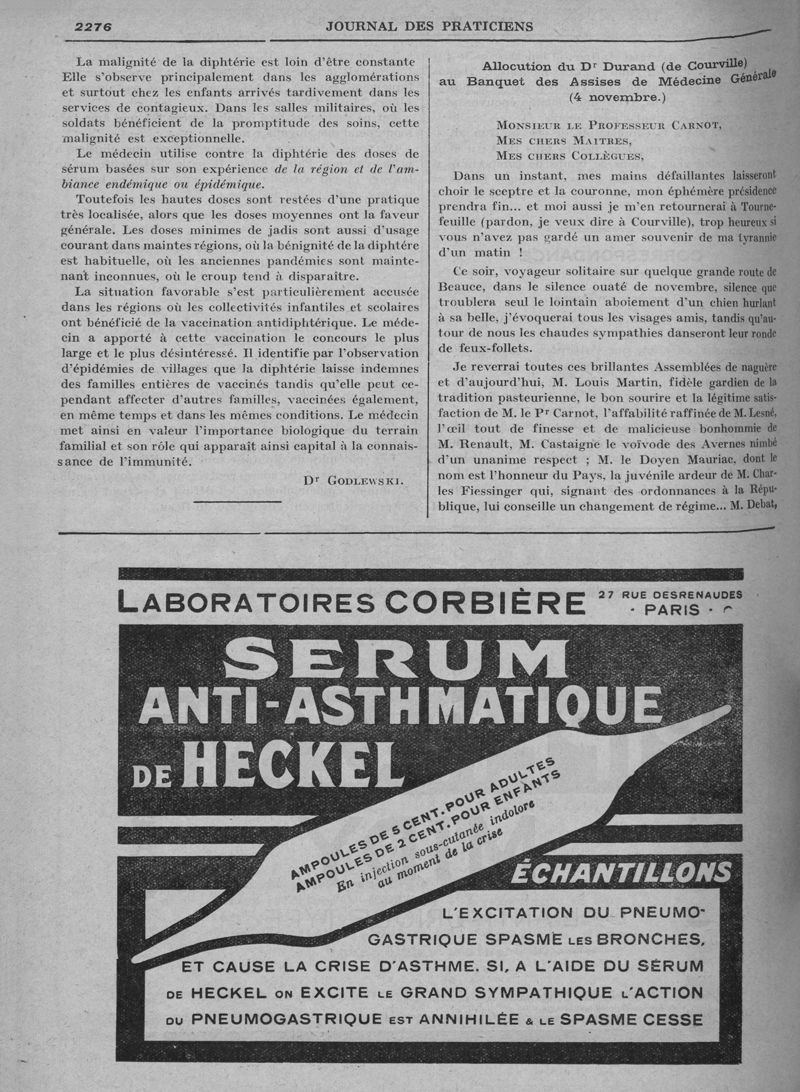 2276
JOURNAL DES PRATICIENS
La malignité de la diphtérie est loin d'être constante
Elle s'observe principalement dans les agglomérations
et surtout chez les enfants arrivés tardivement dans les
services de contagieux. Dans les salles militaires, où les
soldats bénéficient de la promptitude des soins, cette
malignité est exceptionnelle.
Le médecin utilise contre la diphtérie des doses de
sérum basées sur son expérience de la région et de l'am-
biance endémique ou épidémique.
Toutefois les hautes doses sont restées d'une pratique
très localisée, alors que les doses moyennes ont la faveur
générale. Les doses minimes de jadis sont aussi d'usage
courant dans maintes régions, où la bénignité de la diphtére
est habituelle, où les anciennes pandémies sont mainte-
nant inconnues, où le croup tend à disparaître.
La situation favorable s'est particulièrement accusée
dans les régions où les collectivités infantiles et scolaires
ont bénéficié de la vaccination antidiphtérique. Le méde-
cin a apporté à cette vaccination le concours le plus
large et le plus désintéressé. Il identifie par l'observation
d'épidémies de villages que la diphtérie laisse indemnes
des familles entières de vaccinés tandis qu'elle peut ce-
pendant affecter d'autres familles, vaccinées également,
en même temps et dans les mêmes conditions. Le médecin
met ainsi en valeur l'importance biologique du terrain
familial et son rôle qui apparaît ainsi capital à la connais-
sance de l'immunité.
Dr GODLEWSKI.
Allocution du Dr Durand (de Courville)
au Banquet des Assises de Médecine Générale
(4 novembre.)
MONSIEUR LE PROFESSEUR CARNOT,
MES CHERS MAITRES,
MES CHERS COLLÈGUES,
Dans un instant, mes mains défaillantes laisseront
choir le sceptre et la couronne, mon éphémère présidence
prendra fin... et moi aussi je m'en retournerai à Tourne-
feuille (pardon, je veux dire à Courville), trop heureux si
vous n'avez pas gardé un amer souvenir de ma tyrannie
d'un matin !
Ce soir, voyageur solitaire sur quelque grande route de
Beauce, dans le silence ouaté de novembre, silence que
troublera seul le lointain aboiement d'un chien hurlant
à sa belle, j'évoquerai tous les visages amis, tandis qu'au-
tour de nous les chaudes sympathies danseront leur ronde
de feux-follets.
Je reverrai toutes ces brillantes Assemblées de naguère
et d'aujourd'hui, M. Louis Martin, fidèle gardien de la
tradition pasteurienne, le bon sourire et la légitime satis-
faction de M. le Pr Carnot, l'affabilité raffinée de M. Lesné,
l'œil tout de finesse et de malicieuse bonhommie de
M. Renault, M. Castaigne le voïvode des Avernes nimbé
d'un unanime respect ; M. le Doyen Mauriac, dont le
nom est l'honneur du Pays, la juvénile ardeur de M. Char-
les Fiessinger qui, signant des ordonnances à la Répu-
blique, lui conseille un changement de régime... M. Debat,
LABORATOIRES CORBIÈRE
27 RUE DESRENAUDES
· PARIS ·
SERUM
ANTI-ASTHMATIQUE
DE HECKEL
AMPOULES DE 5 CENT. POUR ADULTES
AMPOULES DE 2 CENT. POUR ENFANTS
En injection sous-cutanée indolore
au moment de la crise
ÉCHANTILLONS
L'EXCITATION DU PNEUMO-
GASTRIQUE SPASME LES BRONCHES,
ET CAUSE LA CRISE D'ASTHME. SI, A L'AIDE DU SÉRUM
DE HECKEL ON EXCITE LE GRAND SYMPATHIQUE L'ACTION
DU PNEUMOGASTRIQUE EST ANNIHILÉE & LE SPASME CESSE